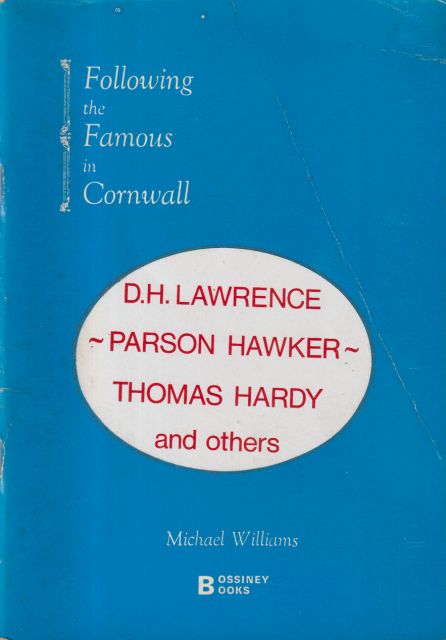 Following
the
Famous
in
Cornwall
D.H. LAWRENCE
~PARSON HAWKER~
THOMAS HARDY
and others
Michael Williams
BOSSINEY
BOOKS